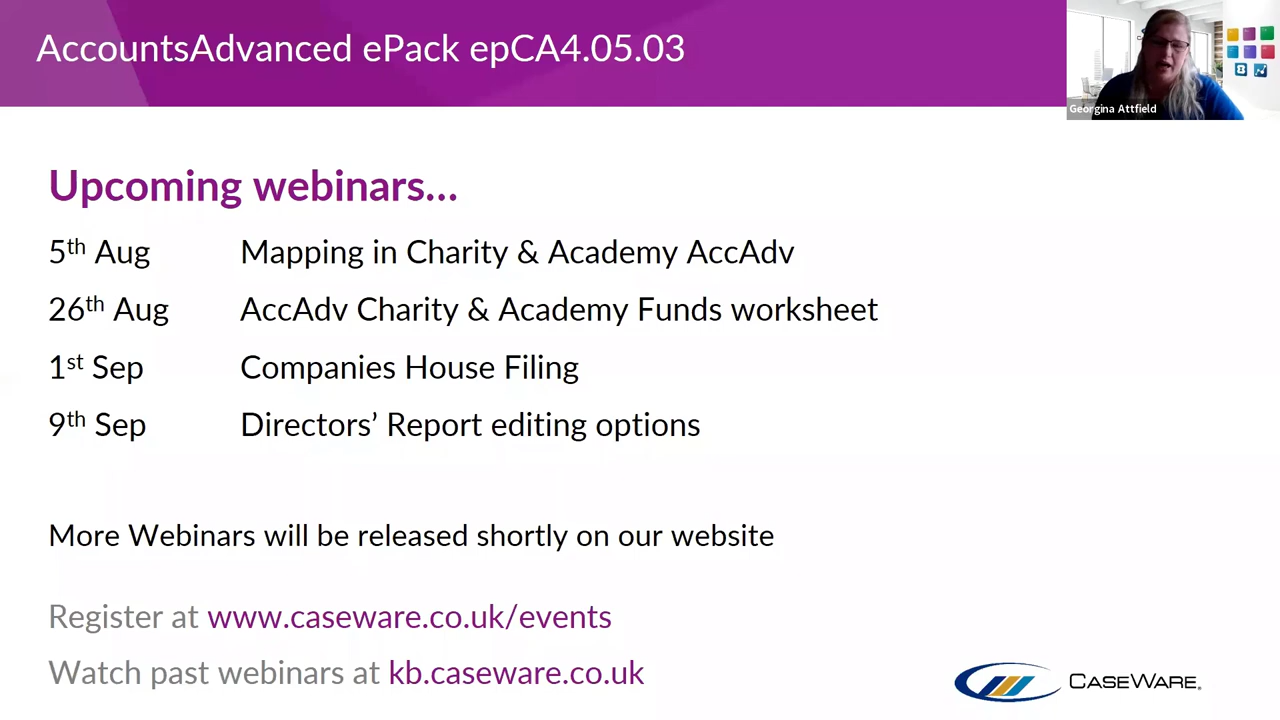 AccountsAdvanced ePack epCA4.05.03
Georgina Attfield
Upcoming webinars...
5th Aug Mapping in Charity & Academy AccAdv
26th Aug AccAdv Charity & Academy Funds worksheet
1st Sep Companies House Filing
9th Sep Directors’ Report editing options
More Webinars will be released shortly on our website
Register at www.caseware.co.uk/events
Watch past webinars at kb.caseware.co.uk
CASEWARE®